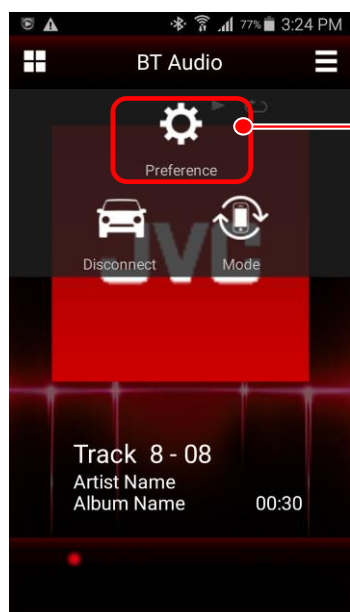 77% 3:24 PM
BT Audio
Preference
JVC
Disconnect Mode
Track 8 - 08
Artist Name
Album Name 00:30